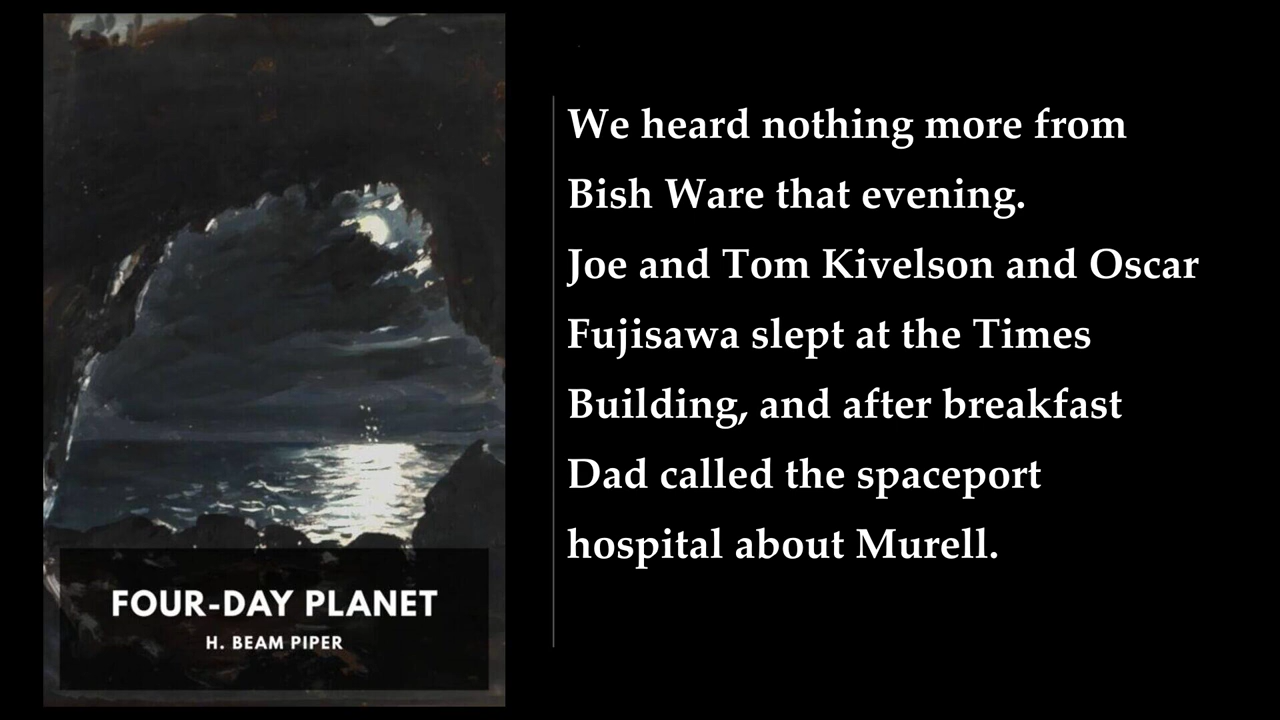 FOUR-DAY PLANET
H. BEAM PIPER
We heard nothing more from
Bish Ware that evening.
Joe and Tom Kivelson and Oscar
Fujisawa slept at the Times
Building, and after breakfast
Dad called the spaceport
hospital about Murell.